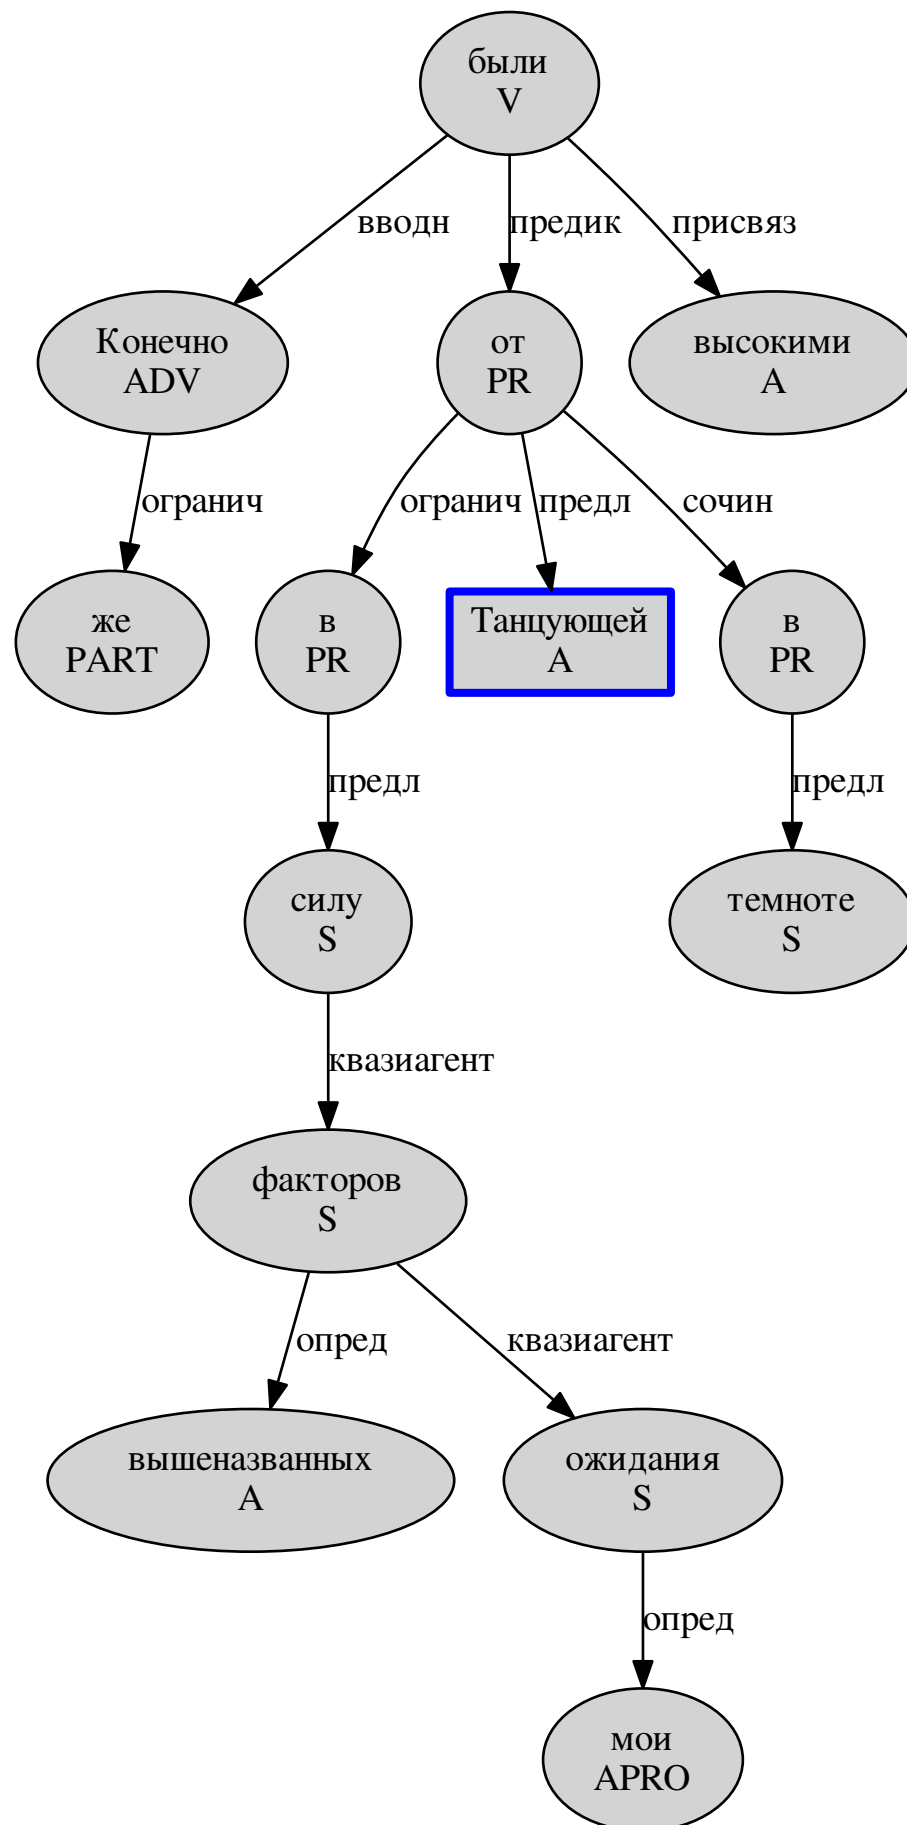 были
V
вводн
предик
присвяз
Конечно
ADV
от
PR
высокими
A
огранич
огранич
предл
сочин
же
PART
в
PR
Танцующей
A
в
PR
предл
предл
силу
S
темноте
S
квазиагент
факторов
S
опред
квазиагент
вышеназванных
A
ожидания
S
опред
мои
APRO